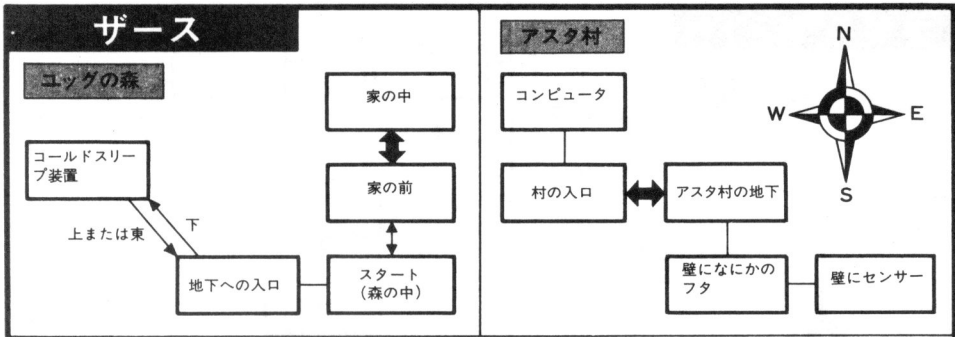 ザース
ユッグの森
家の中
コールドスリー
プ装置
家の前
上または東
下
地下への入口
スタート
(森の中)
アスタ村
コンピュータ
村の入口
アスタ村の地下
壁になにかの
フタ
壁にセンサー
N
W
E
S